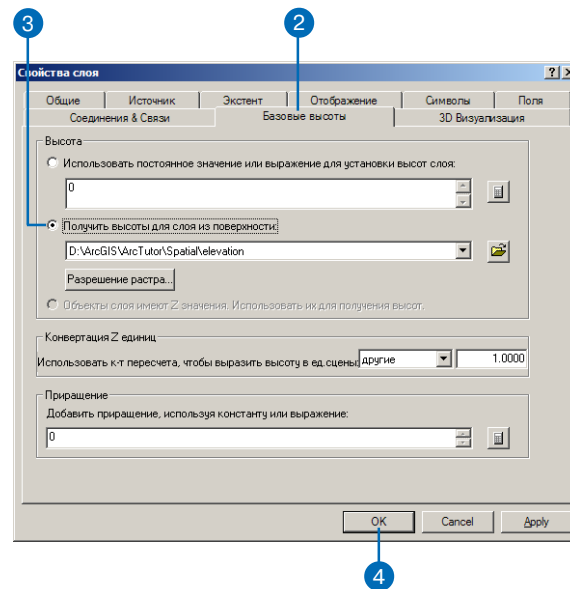 3
2
Свойства слоя
Общие Источник Экстент Отображение Символы Поля
Соединения & Связи Базовые высоты 3D Визуализация
Высота
Использовать постоянное значение или выражение для установки высот слоя:
0
Получить высоты для слоя из поверхности:
D:\ArcGIS\ArcTutor\Spatial\elevation
Разрешение растра...
Объекты слоя имеют Z значения. Использовать их для получения высот.
Конвертация Z единиц
Использовать к-т пересчета, чтобы выразить высоту в ед.сцены: другие 1.0000
Приращение
Добавить приращение, используя константу или выражение:
0
OK Cancel Apply
4